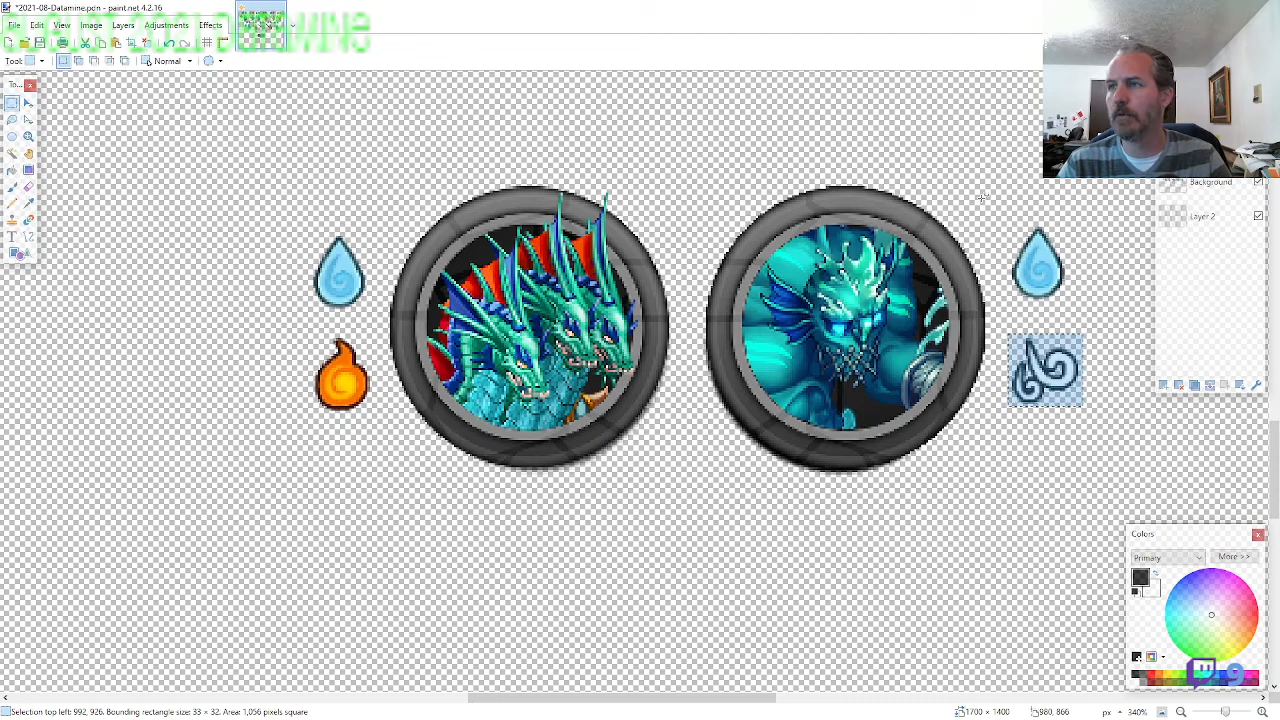 *2021-08-Datamine.pdn - paint.net 4.2.16
File Edit View Image Layers Adjustments Effects
Tool: Normal
To...
Background
Layer 2
Colors
Primary More >>
9
Selection top left: 992, 926. Bounding rectangle size: 33 × 32. Area: 1,056 pixels square 1700 × 1400 980, 866 px 340%